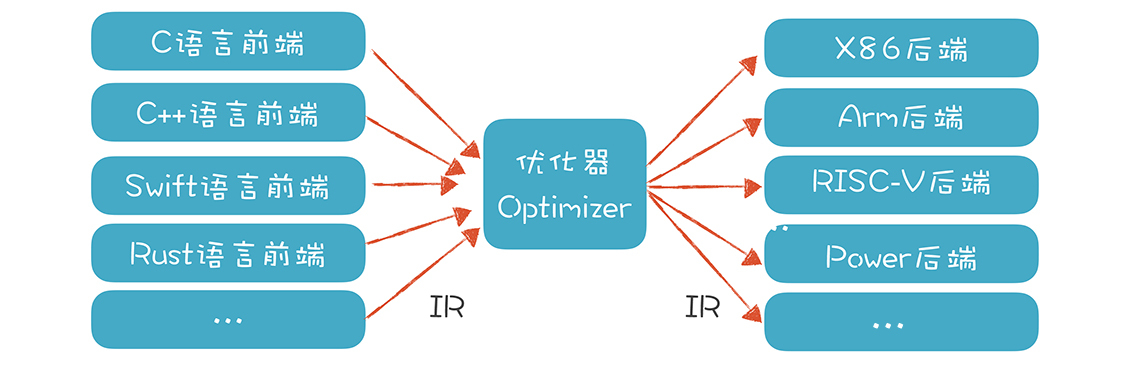 C语言前端
C++语言前端
Swift语言前端
Rust语言前端
...
IR
优化器
Optimizer
IR
X86后端
Arm后端
RISC-V后端
Power后端
...